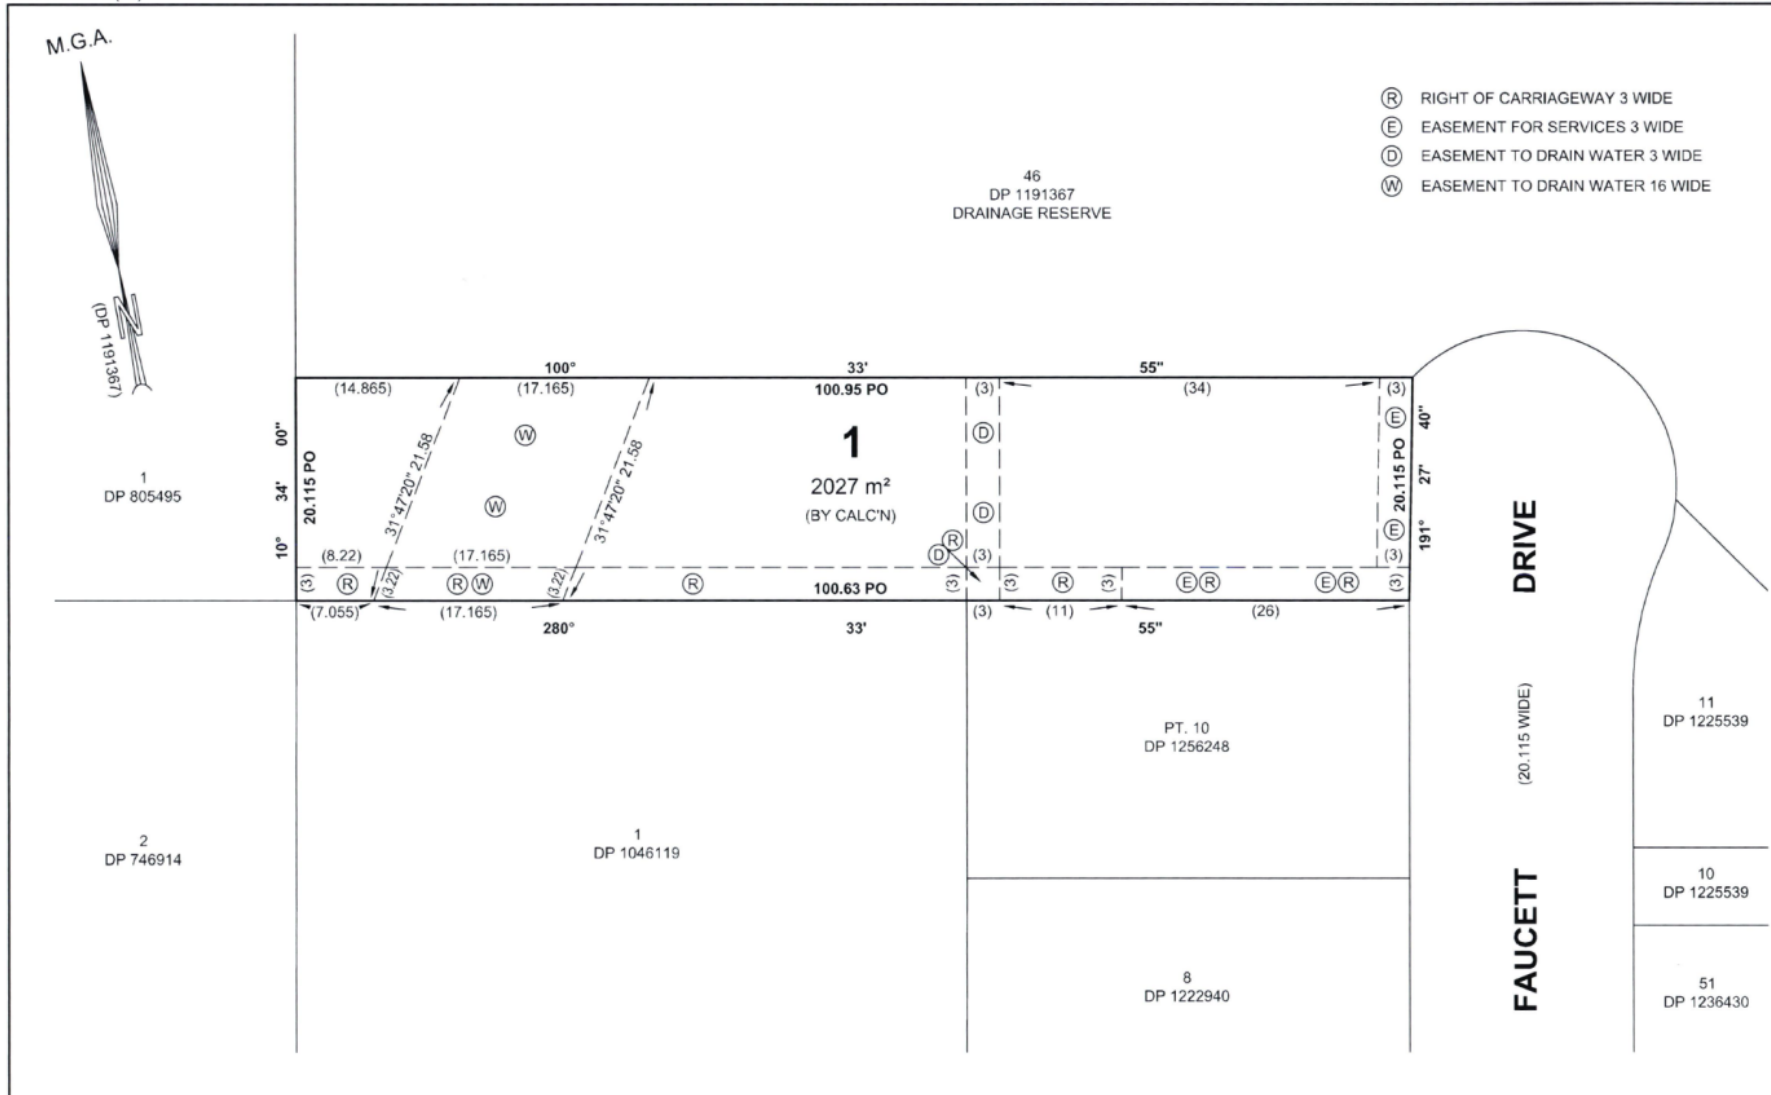 M.G.A.
N
(DP 1191367)
Ⓡ RIGHT OF CARRIAGEWAY 3 WIDE
Ⓔ EASEMENT FOR SERVICES 3 WIDE
Ⓓ EASEMENT TO DRAIN WATER 3 WIDE
Ⓦ EASEMENT TO DRAIN WATER 16 WIDE
46
DP 1191367
DRAINAGE RESERVE
100° 33' 55"
(14.865) (17.165) 100.95 PO (3) (34) (3)
10° 34' 00"
20.115 PO
31°47'20" 21.58
Ⓦ
Ⓦ
31°47'20" 21.58
1
2027 m²
(BY CALC'N)
Ⓓ
Ⓓ
Ⓔ
Ⓔ
20.115 PO
191° 27' 40"
1
DP 805495
(8.22) (17.165) Ⓓ Ⓡ (3) (3)
(3) Ⓡ (3.22) Ⓡ Ⓦ (3.22) Ⓡ 100.63 PO (3) (3) Ⓡ (3) Ⓔ Ⓡ Ⓔ Ⓡ (3)
(7.055) (17.165) (3) (11) (26)
280° 33' 55"
PT. 10
DP 1256248
2
DP 746914
1
DP 1046119
8
DP 1222940
FAUCETT DRIVE
(20.115 WIDE)
11
DP 1225539
10
DP 1225539
51
DP 1236430